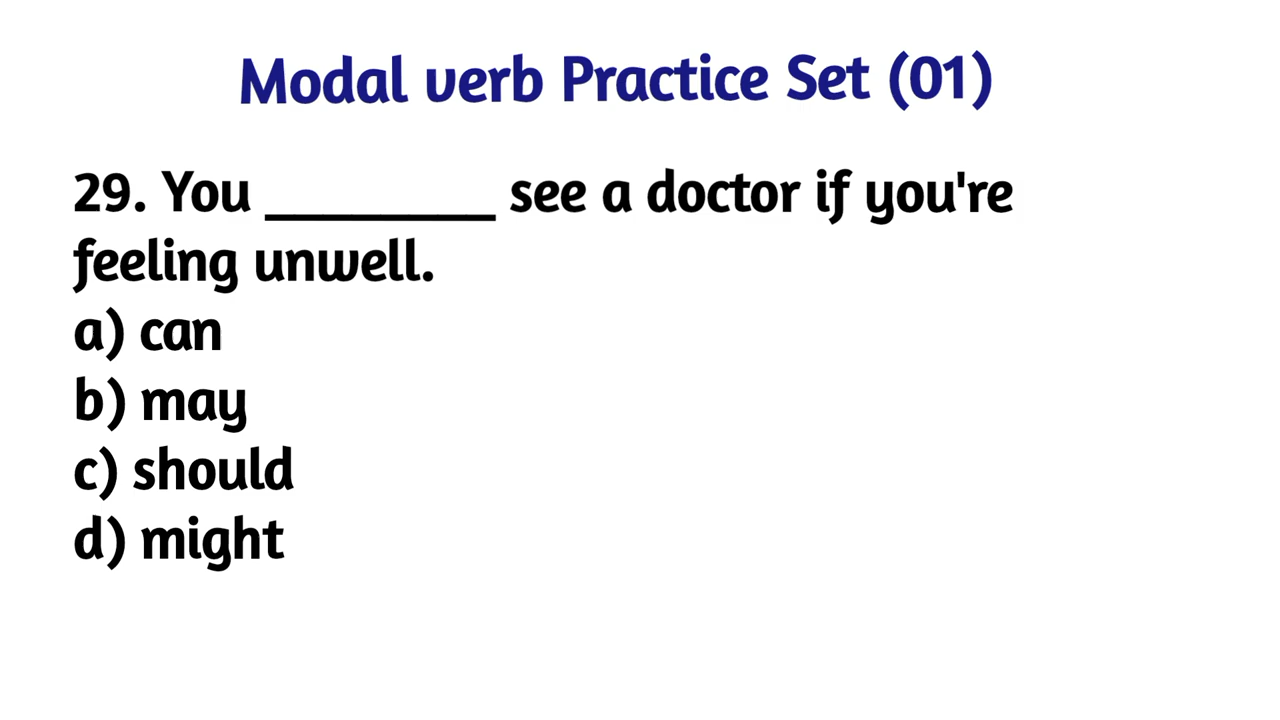 Modal verb Practice Set (01)
29. You ________ see a doctor if you're
feeling unwell.
a) can
b) may
c) should
d) might